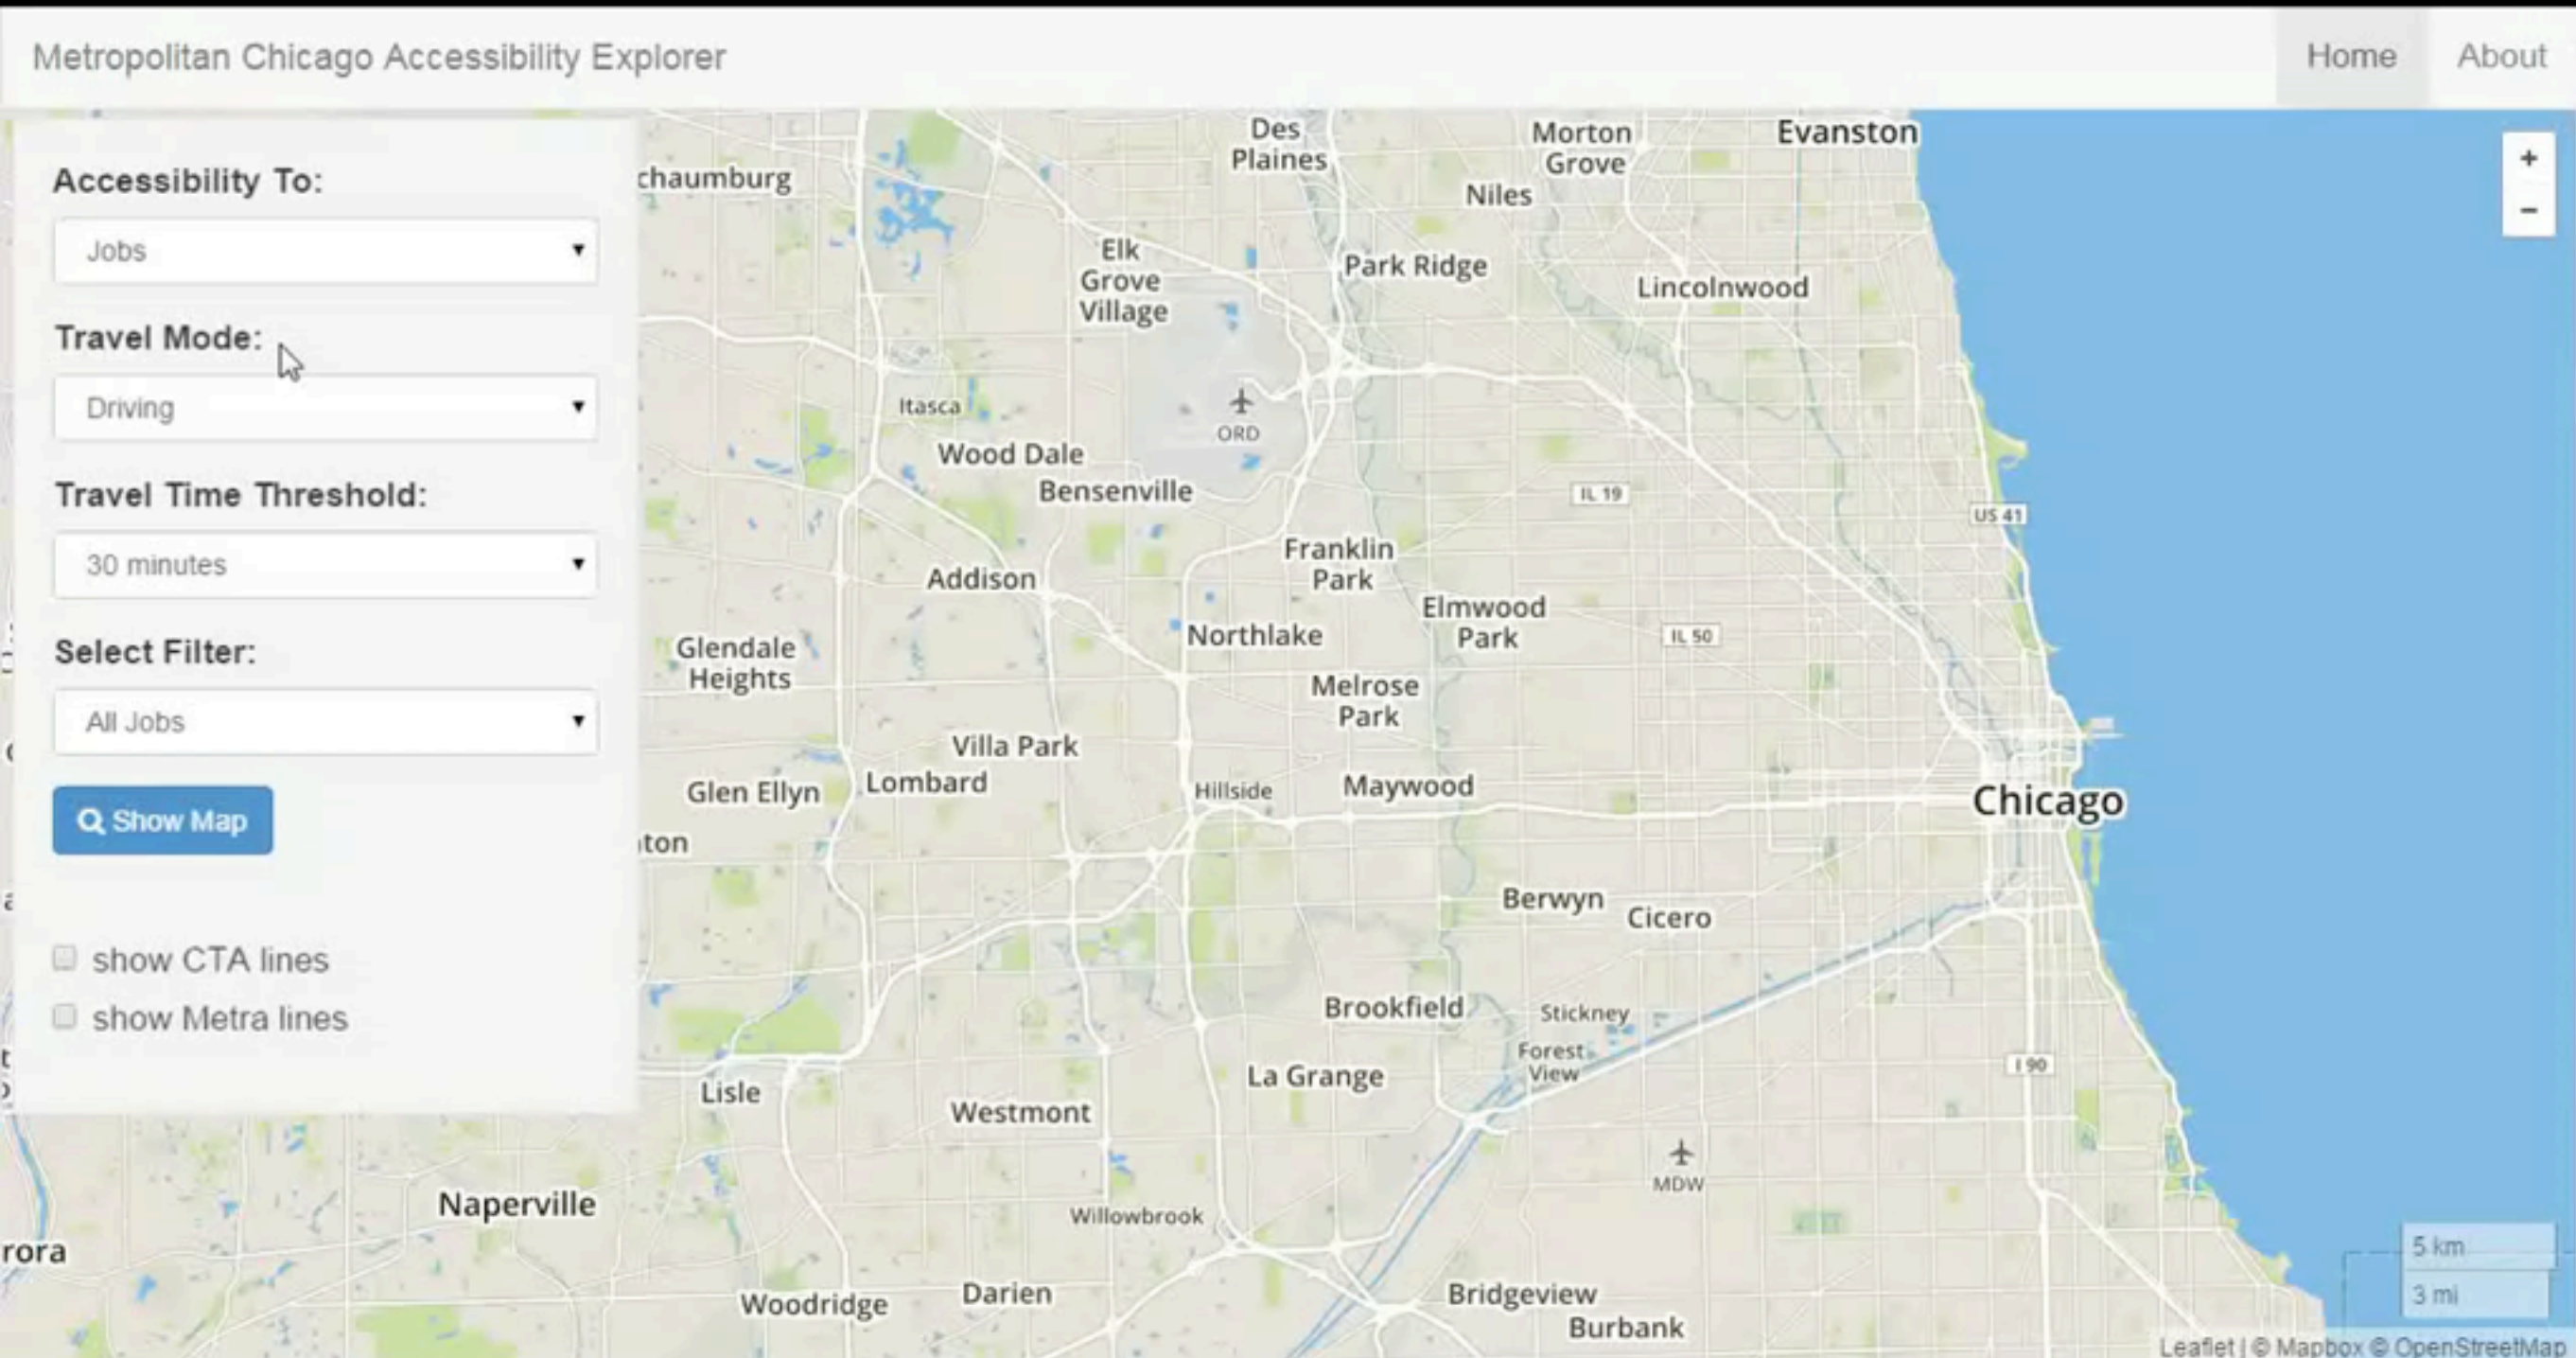 Metropolitan Chicago Accessibility Explorer
Home
About
Accessibility To:
Jobs
Travel Mode:
Driving
Travel Time Threshold:
30 minutes
Select Filter:
All Jobs
Show Map
show CTA lines
show Metra lines
chaumburg
Des
Plaines
Morton
Grove
Evanston
Niles
Elk
Grove
Village
Park Ridge
Lincolnwood
Itasca
ORD
Wood Dale
Bensenville
IL 19
US 41
Franklin
Park
Addison
Elmwood
Park
Northlake
IL 50
Glendale
Heights
Melrose
Park
Villa Park
Glen Ellyn
Lombard
Hillside
Maywood
Chicago
ton
Berwyn
Cicero
Brookfield
Stickney
Forest
View
La Grange
I 90
Lisle
Westmont
MDW
Naperville
Willowbrook
rora
Woodridge
Darien
Bridgeview
Burbank
+
−
5 km
3 mi
Leaflet | © Mapbox © OpenStreetMap